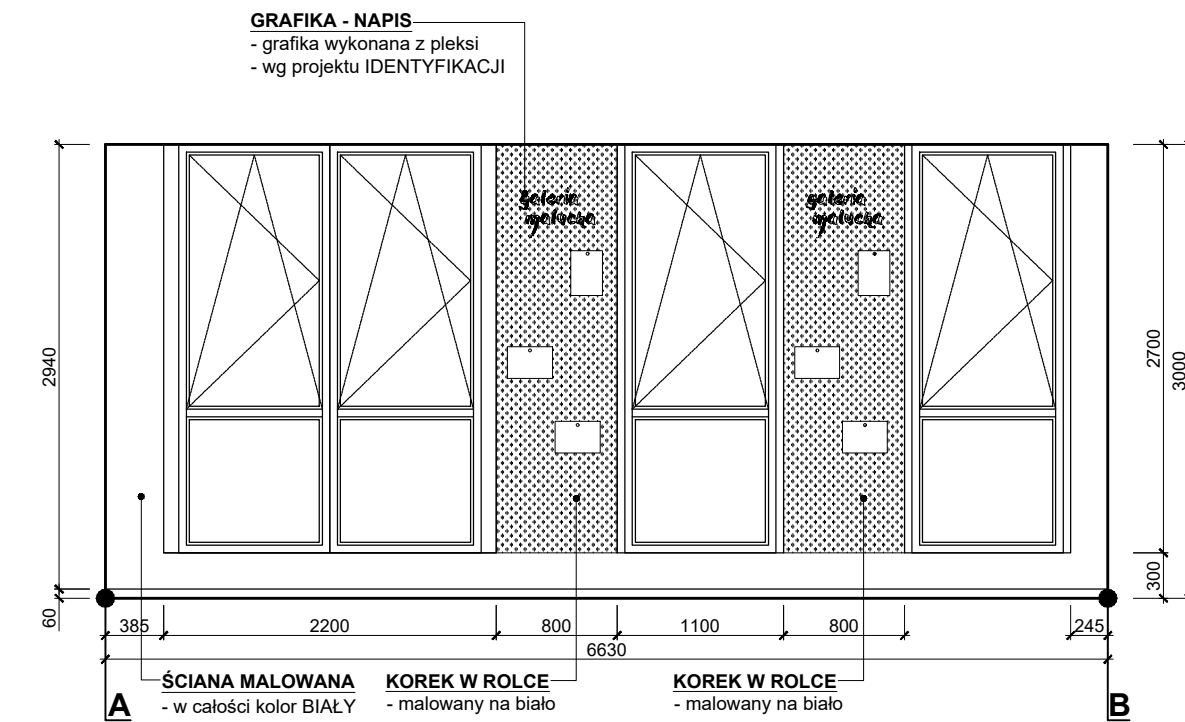 GRAFIKA - NAPIS
- grafika wykonana z pleksi
- wg projektu IDENTYFIKACJI
galeria
malucha
galeria
malucha
2940
60
2700
300
3000
385
2200
800
1100
800
245
6630
ŚCIANA MALOWANA
- w całości kolor BIAŁY
KOREK W ROLCE
- malowany na biało
KOREK W ROLCE
- malowany na biało
A
B